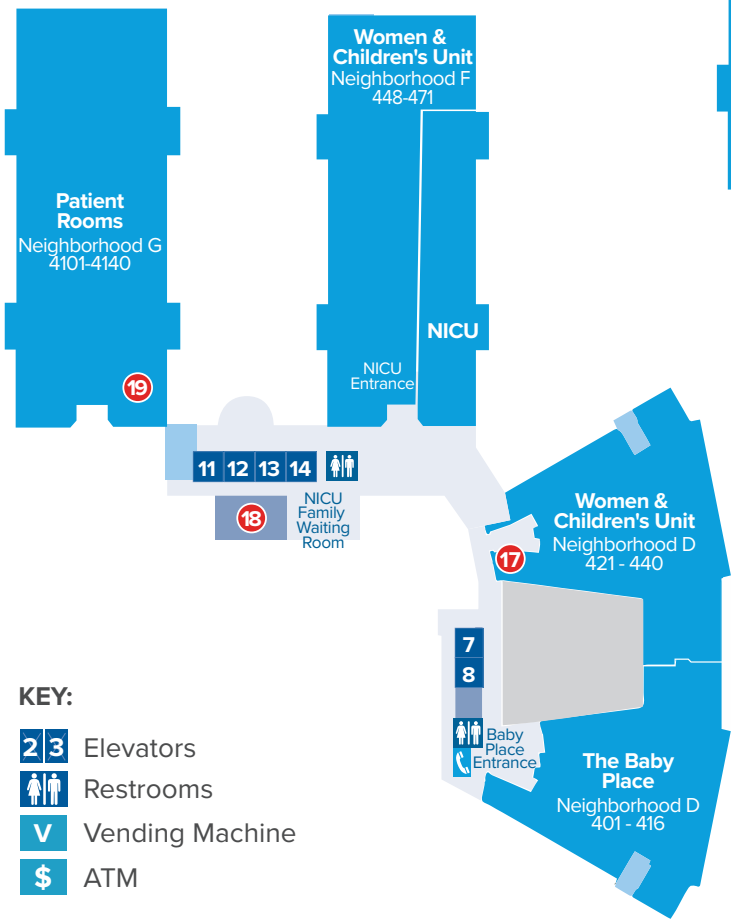 Women &
Children's Unit
Neighborhood F
448-471
Patient
Rooms
Neighborhood G
4101-4140
NICU
NICU
Entrance
19
11 12 13 14
18
NICU
Family
Waiting
Room
Women &
Children's Unit
Neighborhood D
421 - 440
17
7
8
Baby
Place
Entrance
The Baby
Place
Neighborhood D
401 - 416
KEY:
2 3 Elevators
Restrooms
V Vending Machine
$ ATM